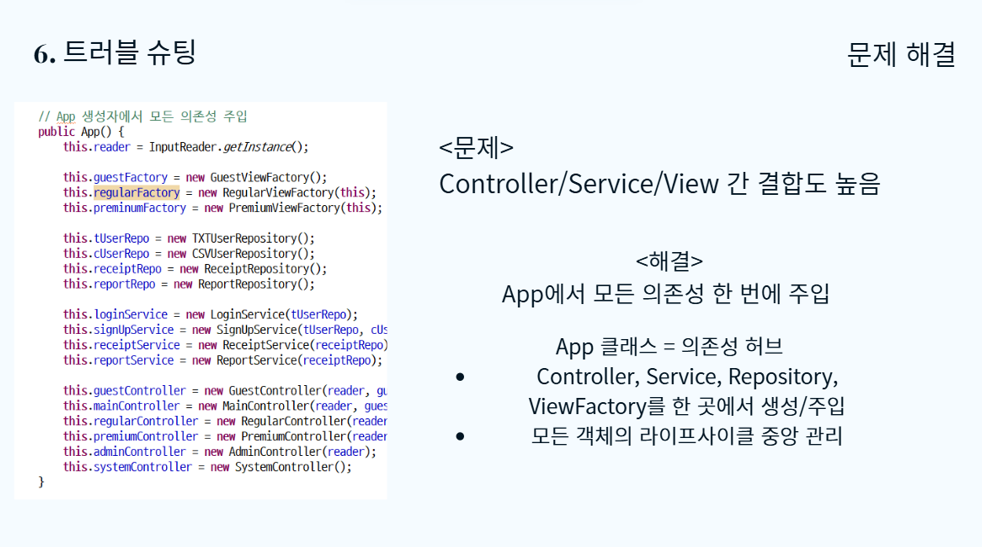 6. 트러블 슈팅
문제 해결
// App 생성자에서 모든 의존성 주입
public App() {
this.reader = InputReader.getInstance();
this.guestFactory = new GuestViewFactory();
this.regularFactory = new RegularViewFactory(this);
this.preminumFactory = new PremiumViewFactory(this);
this.tUserRepo = new TXTUserRepository();
this.cUserRepo = new CSVUserRepository();
this.receiptRepo = new ReceiptRepository();
this.reportRepo = new ReportRepository();
this.loginService = new LoginService(tUserRepo);
this.signUpService = new SignUpService(tUserRepo, cUs
this.receiptService = new ReceiptService(receiptRepo)
this.reportService = new ReportService(receiptRepo);
this.guestController = new GuestController(reader, gu
this.mainController = new MainController(reader, gues
this.regularController = new RegularController(reader
this.premiumController = new PremiumController(reader
this.adminController = new AdminController(reader);
this.systemController = new SystemController();
}
<문제>
Controller/Service/View 간 결합도 높음
<해결>
App에서 모든 의존성 한 번에 주입
App 클래스 = 의존성 허브
• Controller, Service, Repository,
ViewFactory를 한 곳에서 생성/주입
• 모든 객체의 라이프사이클 중앙 관리